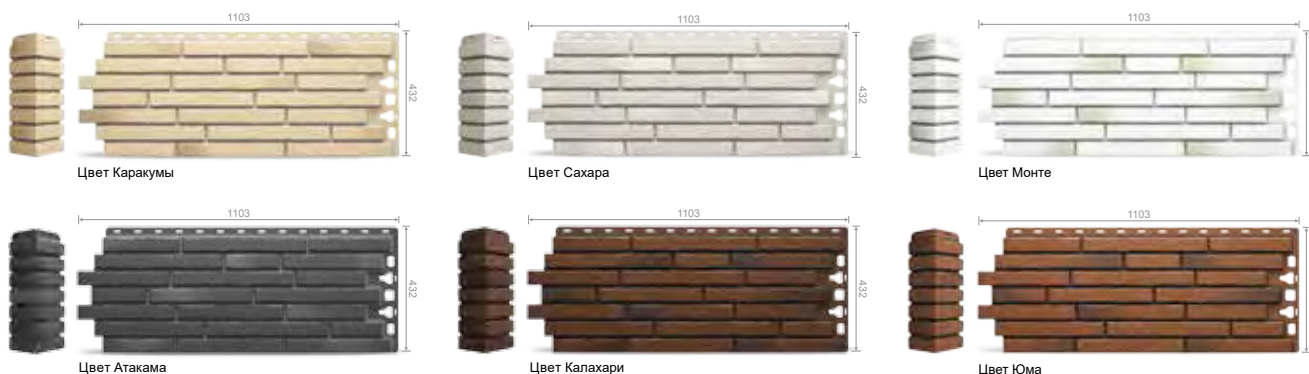 1103
1103
1103
432
432
Цвет Каракумы
Цвет Сахара
Цвет Монте
1103
1103
1103
432
432
Цвет Атакама
Цвет Калахари
Цвет Юма